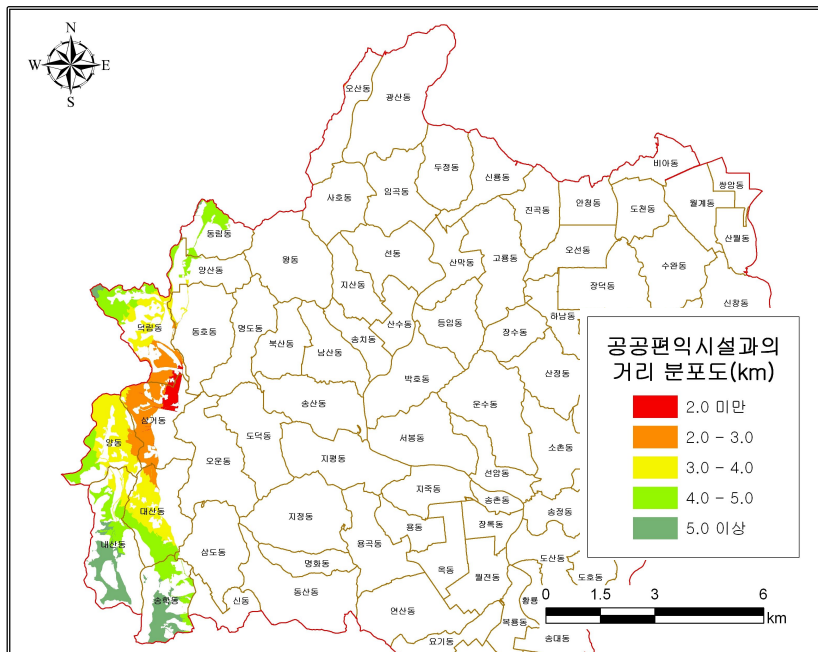 N
W
E
S
오산동
광산동
비아동
두정동
신룡동
쌍암동
사호동
임곡동
진곡동
안청동
도천동
월계동
동림동
산월동
왕동
선동
산막동
고룡동
오선동
양산동
수완동
지산동
장덕동
신창동
덕림동
동호동
명도동
북산동
남산동
송치동
산수동
등임동
장수동
하남동
박호동
산정동
송산동
운수동
삼거동
도덕동
서봉동
소촌동
양동
오운동
지평동
선암동
지죽동
송촌동
대산동
지정동
용동
장록동
송정동
내산동
삼도동
용곡동
명화동
옥동
월전동
도산동
도호동
송학동
신동
동산동
연산동
황룡
복룡동
요기동
송대동
공공편익시설과의
거리 분포도(km)
2.0 미만
2.0 - 3.0
3.0 - 4.0
4.0 - 5.0
5.0 이상
0 1.5 3 6
km